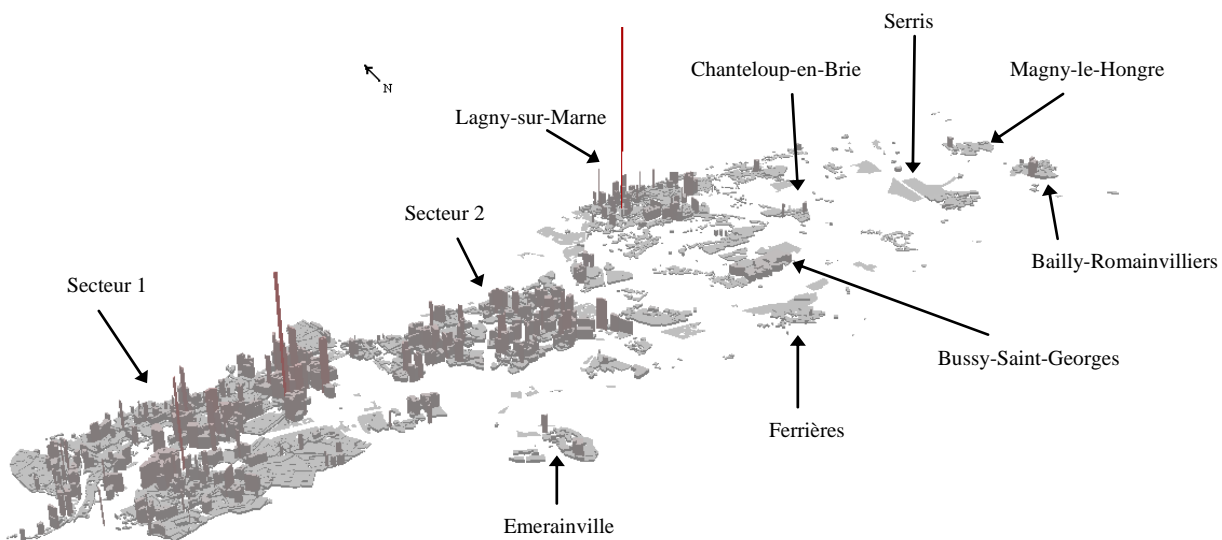 Serris
Chanteloup-en-Brie
Magny-le-Hongre
N
Lagny-sur-Marne
Secteur 2
Bailly-Romainvilliers
Secteur 1
Bussy-Saint-Georges
Ferrières
Emerainville